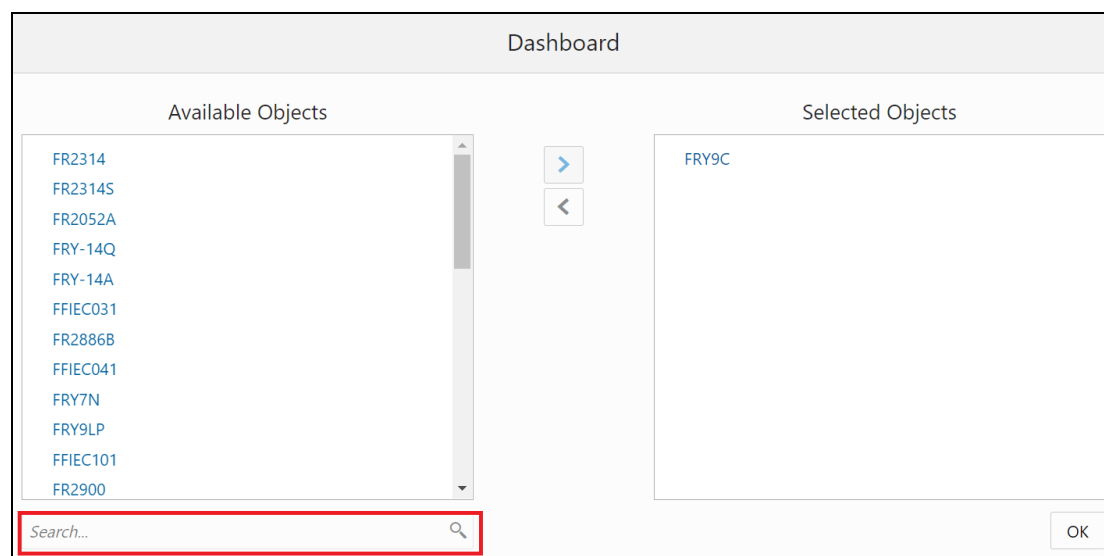 Dashboard
Available Objects
FR2314
FR2314S
FR2052A
FRY-14Q
FRY-14A
FFIEC031
FR2886B
FFIEC041
FRY7N
FRY9LP
FFIEC101
FR2900
Search...
Selected Objects
FRY9C
OK